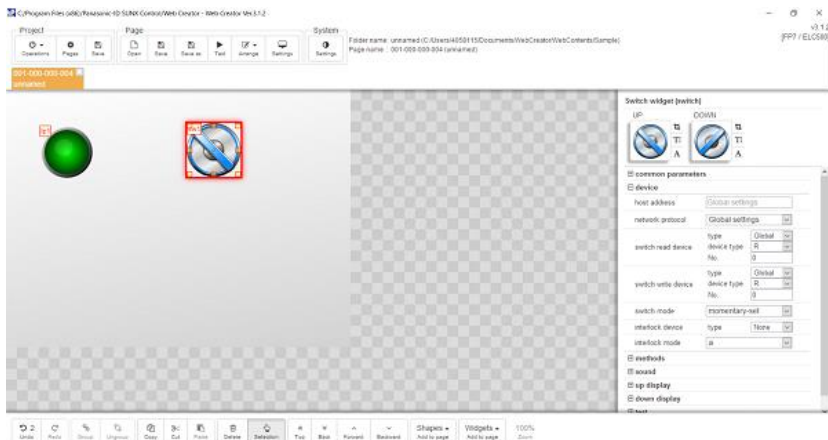 C:/Program Files (x86)/Panasonic-ID SUNX Control/Web Creator - Web Creator Ver.3.1.2
Project
Page
System
Operations
Pages
Save
Open
Save
Save as
Test
Arrange
Settings
Settings
Folder name: unnamed (C:/Users/4050115/Documents/WebCreatorWebContents/Sample)
Page name : 001-000-000-004 (unnamed)
v3.1.2
(FP7 / ELC500)
001-000-000-004
unnamed
Switch widget (switch)
UP
DOWN
common parameters
device
host address
Global settings
network protocol
Global settings
switch read device
type
Global
device type
R
No.
0
switch write device
type
Global
device type
R
No.
0
switch mode
momentary-self
interlock device
type
None
interlock mode
a
methods
sound
up display
down display
2
Undo
Redo
Group
Ungroup
Copy
Cut
Paste
Delete
Selection
Top
Back
Forward
Backward
Shapes
Add to page
Widgets
Add to page
100%
Zoom